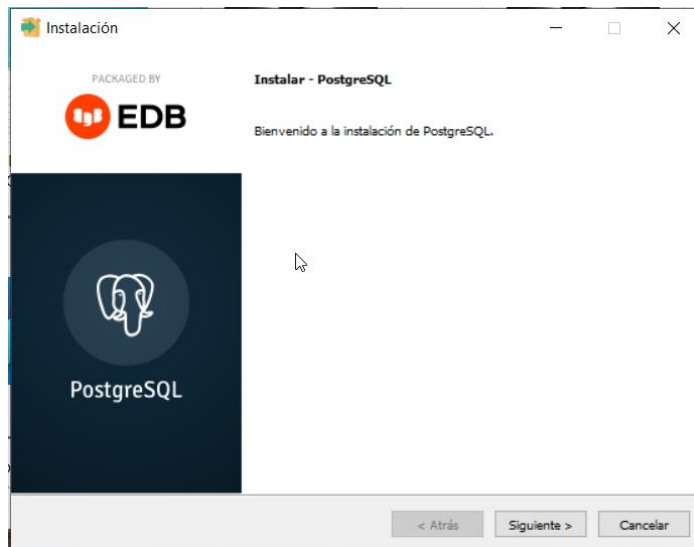 Instalación
PACKAGED BY
EDB
Instalar - PostgreSQL
Bienvenido a la instalación de PostgreSQL.
PostgreSQL
< Atrás
Siguiente >
Cancelar